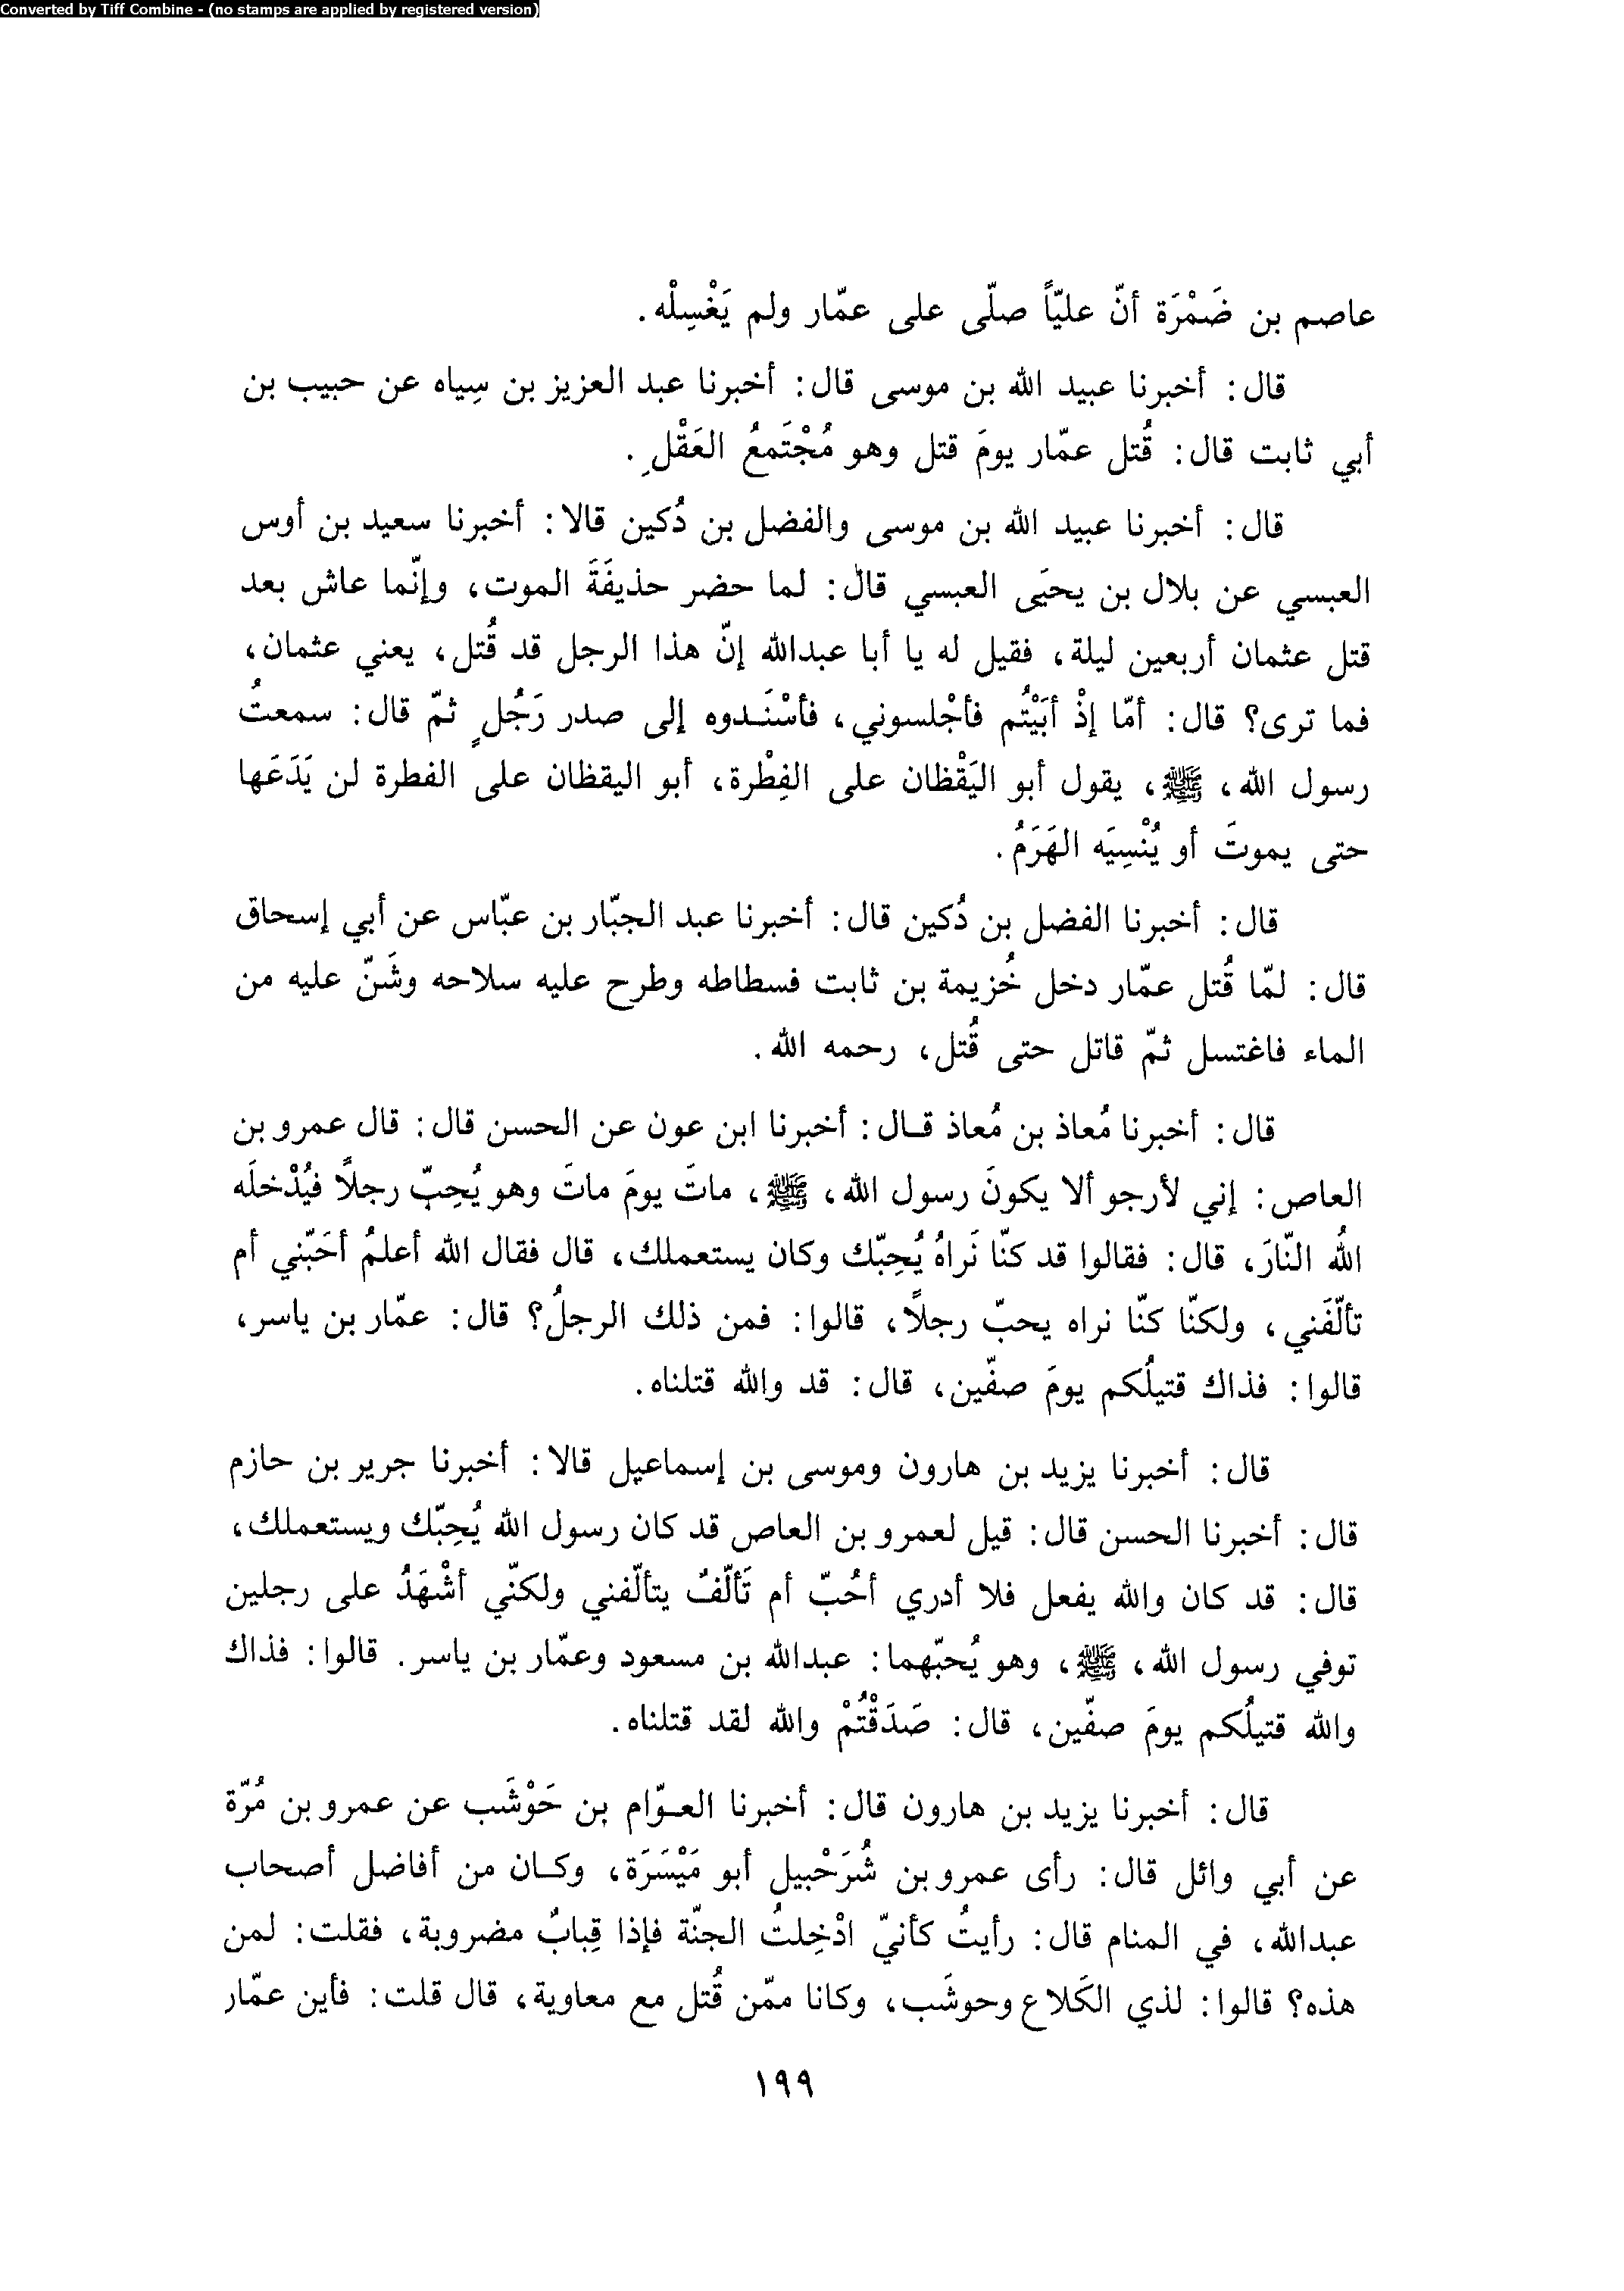 Converted by Tiff Combine - (no stamps are applied by registered version)
عاصم بن ضَمْرَة أنّ عليّاً صلّى على عمّار ولم يَغْسِلْه.
قال: أخبرنا عبيد الله بن موسى قال: أخبرنا عبد العزيز بن سِياه عن حبيب بن
أبي ثابت قال: قُتل عمّار يومَ قتل وهو مُجْتَمعُ العَقْلِ.
قال: أخبرنا عبيد الله بن موسى والفضل بن دُكين قالا: أخبرنا سعيد بن أوس
العبسي عن بلال بن يحيَى العبسي قال: لما حضر حذيفَةَ الموت، وإنّما عاش بعد
قتل عثمان أربعين ليلة، فقيل له يا أبا عبدالله إنّ هذا الرجل قد قُتل، يعني عثمان،
فما ترى؟ قال: أمّا إذْ أبَيْتُم فأجْلسوني، فأسْنَدوه إلى صدر رَجُلٍ ثمّ قال: سمعتُ
رسول الله، ﷺ، يقول أبو اليَقْظان على الفِطْرة، أبو اليقظان على الفطرة لن يَدَعَها
حتى يموتَ أو يُنْسِيَه الهَرَمُ.
قال: أخبرنا الفضل بن دُكين قال: أخبرنا عبد الجبّار بن عبّاس عن أبي إسحاق
قال: لمّا قُتل عمّار دخل خُزيمة بن ثابت فسطاطه وطرح عليه سلاحه وشَنّ عليه من
الماء فاغتسل ثمّ قاتل حتى قُتل، رحمه الله.
قال: أخبرنا مُعاذ بن مُعاذ قال: أخبرنا ابن عون عن الحسن قال: قال عمرو بن
العاص: إني لأرجو ألا يكونَ رسول الله، ﷺ، ماتَ يومَ ماتَ وهو يُحِبّ رجلاً فيُدْخلَه
اللهُ النّارَ، قال: فقالوا قد كنّا نَراهُ يُحِبّك وكان يستعملك، قال فقال الله أعلمُ أحَبّني أم
تألّفَني، ولكنّا كنّا نراه يحبّ رجلاً، قالوا: فمن ذلك الرجلُ؟ قال: عمّار بن ياسر،
قالوا: فذاك قتيلُكم يومَ صفّين، قال: قد والله قتلناه.
قال: أخبرنا يزيد بن هارون وموسى بن إسماعيل قالا: أخبرنا جرير بن حازم
قال: أخبرنا الحسن قال: قيل لعمرو بن العاص قد كان رسول الله يُحِبّك ويستعملك،
قال: قد كان والله يفعل فلا أدري أحُبّ أم تَألّفٌ يتألّفني ولكنّي أشْهَدُ على رجلين
توفي رسول الله، ﷺ، وهو يُحبّهما: عبدالله بن مسعود وعمّار بن ياسر. قالوا: فذاك
والله قتيلُكم يومَ صفّين، قال: صَدَقْتُمْ والله لقد قتلناه.
قال: أخبرنا يزيد بن هارون قال: أخبرنا العوّام بن حَوْشَب عن عمرو بن مُرّة
عن أبي وائل قال: رأى عمرو بن شُرَحْبيل أبو مَيْسَرَة، وكان من أفاضل أصحاب
عبدالله، في المنام قال: رأيتُ كأنيّ ادْخِلتُ الجنّة فإذا قِبابٌ مضروبة، فقلت: لمن
هذه؟ قالوا: لذي الكَلاع وحوشَب، وكانا ممّن قُتل مع معاوية، قال قلت: فأين عمّار
١٩٩